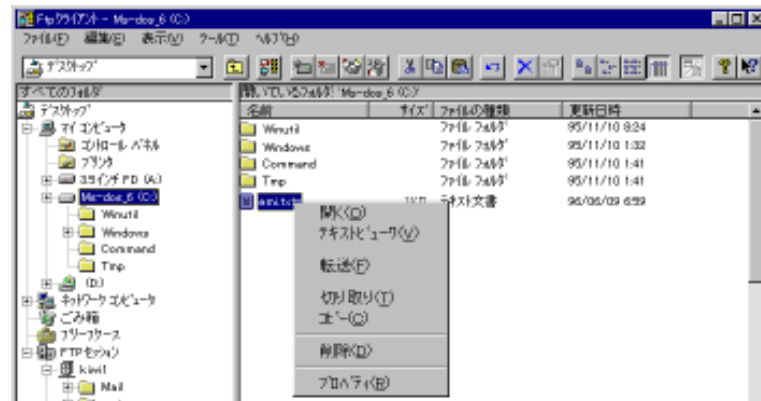 Ftpクライアント - Ms-dos_6 (C:)
ファイル(F) 編集(E) 表示(V) ツール(T) ヘルプ(H)
デスクトップ
すべてのフォルダ
開いているフォルダ: 'Ms-dos_6 (C:)'
名前 サイズ ファイルの種類 更新日時
デスクトップ
マイ コンピュータ
コントロール パネル
プリンタ
3.5インチ FD (A:)
Ms-dos_6 (C:)
Winutil
Windows
Command
Tmp
(D:)
ネットワーク コンピュータ
ごみ箱
ブリーフケース
FTPセッション
kiwi1
Mail
Winutil ファイル フォルダ 95/11/10 8:24
Windows ファイル フォルダ 95/11/10 1:32
Command ファイル フォルダ 95/11/10 1:41
Tmp ファイル フォルダ 95/11/10 1:41
1KB テキスト文書 96/06/09 6:59
開く(O)
テキストビューワ(V)
転送(F)
切り取り(T)
コピー(C)
削除(D)
プロパティ(R)